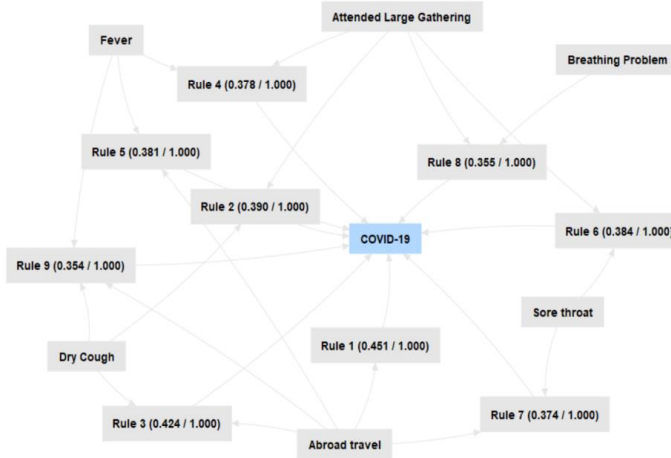 Attended Large Gathering
Fever
Breathing Problem
Rule 4 (0.378 / 1.000)
Rule 5 (0.381 / 1.000)
Rule 8 (0.355 / 1.000)
Rule 2 (0.390 / 1.000)
Rule 6 (0.384 / 1.000)
COVID-19
Rule 9 (0.354 / 1.000)
Sore throat
Rule 1 (0.451 / 1.000)
Dry Cough
Rule 7 (0.374 / 1.000)
Rule 3 (0.424 / 1.000)
Abroad travel